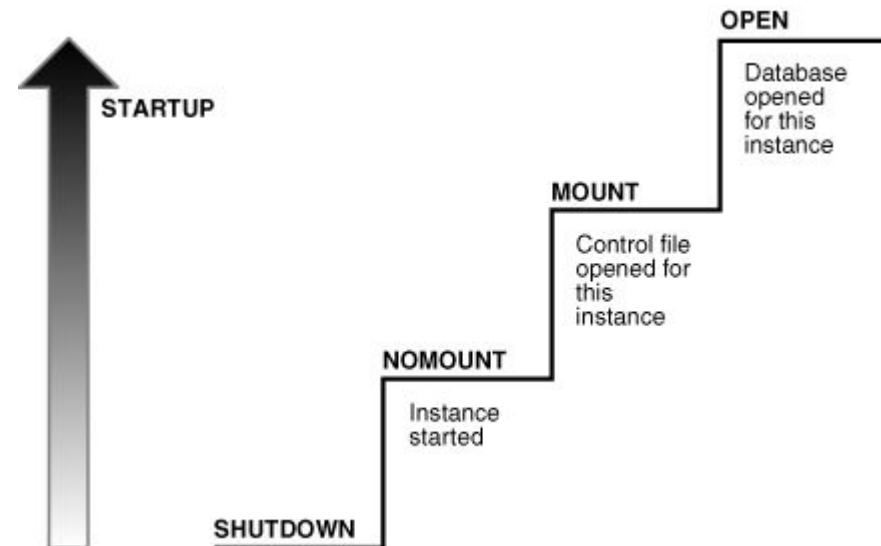 OPEN
Database
opened
for this
instance
STARTUP
MOUNT
Control file
opened for
this
instance
NOMOUNT
Instance
started
SHUTDOWN